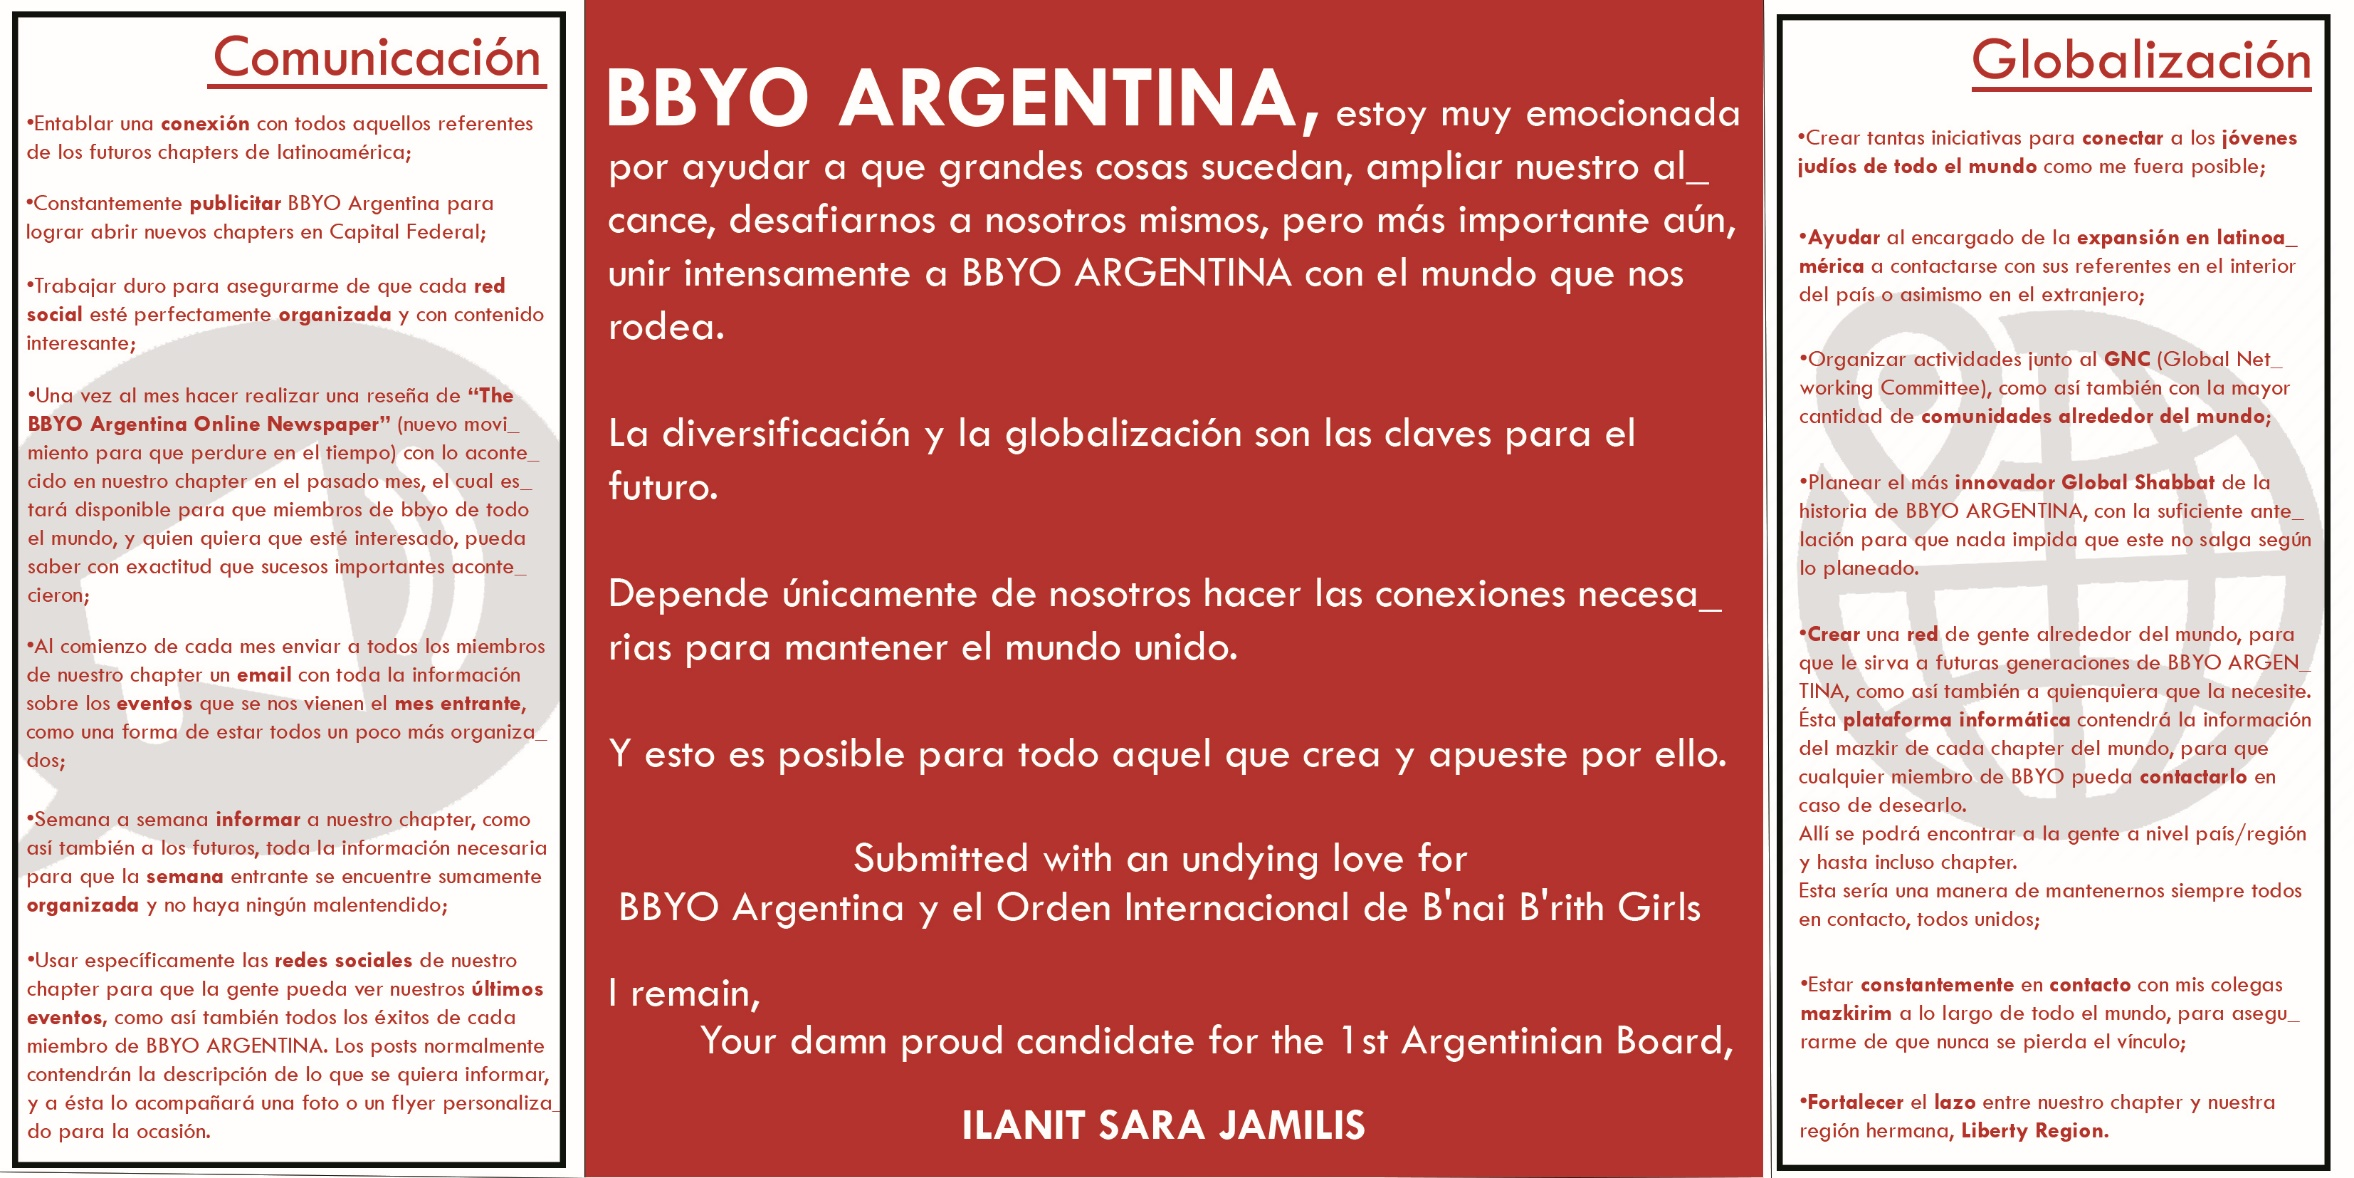 Comunicación
•Entablar una conexión con todos aquellos referentes
de los futuros chapters de latinoamérica;
•Constantemente publicitar BBYO Argentina para
lograr abrir nuevos chapters en Capital Federal;
•Trabajar duro para asegurarme de que cada red
social esté perfectamente organizada y con contenido
interesante;
•Una vez al mes hacer realizar una reseña de “The
BBYO Argentina Online Newspaper” (nuevo movi_
miento para que perdure en el tiempo) con lo aconte_
cido en nuestro chapter en el pasado mes, el cual es_
tará disponible para que miembros de bbyo de todo
el mundo, y quien quiera que esté interesado, pueda
saber con exactitud que sucesos importantes aconte_
cieron;
•Al comienzo de cada mes enviar a todos los miembros
de nuestro chapter un email con toda la información
sobre los eventos que se nos vienen el mes entrante,
como una forma de estar todos un poco más organiza_
dos;
•Semana a semana informar a nuestro chapter, como
así también a los futuros, toda la información necesaria
para que la semana entrante se encuentre sumamente
organizada y no haya ningún malentendido;
•Usar específicamente las redes sociales de nuestro
chapter para que la gente pueda ver nuestros últimos
eventos, como así también todos los éxitos de cada
miembro de BBYO ARGENTINA. Los posts normalmente
contendrán la descripción de lo que se quiera informar,
y a ésta lo acompañará una foto o un flyer personaliza_
do para la ocasión.
BBYO ARGENTINA, estoy muy emocionada
por ayudar a que grandes cosas sucedan, ampliar nuestro al_
cance, desafiarnos a nosotros mismos, pero más importante aún,
unir intensamente a BBYO ARGENTINA con el mundo que nos
rodea.
La diversificación y la globalización son las claves para el
futuro.
Depende únicamente de nosotros hacer las conexiones necesa_
rias para mantener el mundo unido.
Y esto es posible para todo aquel que crea y apueste por ello.
Submitted with an undying love for
BBYO Argentina y el Orden Internacional de B'nai B'rith Girls
I remain,
Your damn proud candidate for the 1st Argentinian Board,
ILANIT SARA JAMILIS
Globalización
•Crear tantas iniciativas para conectar a los jóvenes
judíos de todo el mundo como me fuera posible;
•Ayudar al encargado de la expansión en latinoa_
mérica a contactarse con sus referentes en el interior
del país o asimismo en el extranjero;
•Organizar actividades junto al GNC (Global Net_
working Committee), como así también con la mayor
cantidad de comunidades alrededor del mundo;
•Planear el más innovador Global Shabbat de la
historia de BBYO ARGENTINA, con la suficiente ante_
lación para que nada impida que este no salga según
lo planeado.
•Crear una red de gente alrededor del mundo, para
que le sirva a futuras generaciones de BBYO ARGEN_
TINA, como así también a quienquiera que la necesite.
Ésta plataforma informática contendrá la información
del mazkir de cada chapter del mundo, para que
cualquier miembro de BBYO pueda contactarlo en
caso de desearlo.
Allí se podrá encontrar a la gente a nivel país/región
y hasta incluso chapter.
Esta sería una manera de mantenernos siempre todos
en contacto, todos unidos;
•Estar constantemente en contacto con mis colegas
mazkirim a lo largo de todo el mundo, para asegu_
rarme de que nunca se pierda el vínculo;
•Fortalecer el lazo entre nuestro chapter y nuestra
región hermana, Liberty Region.